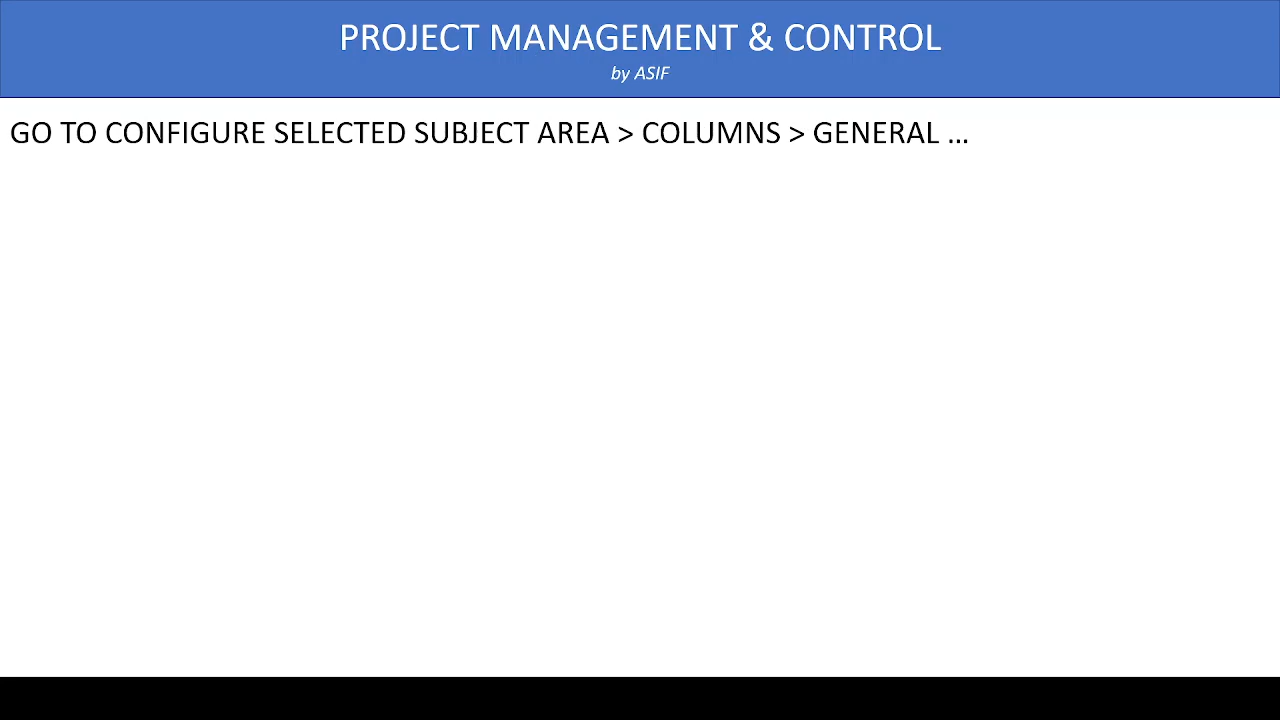 PROJECT MANAGEMENT & CONTROL
by ASIF
GO TO CONFIGURE SELECTED SUBJECT AREA > COLUMNS > GENERAL ...